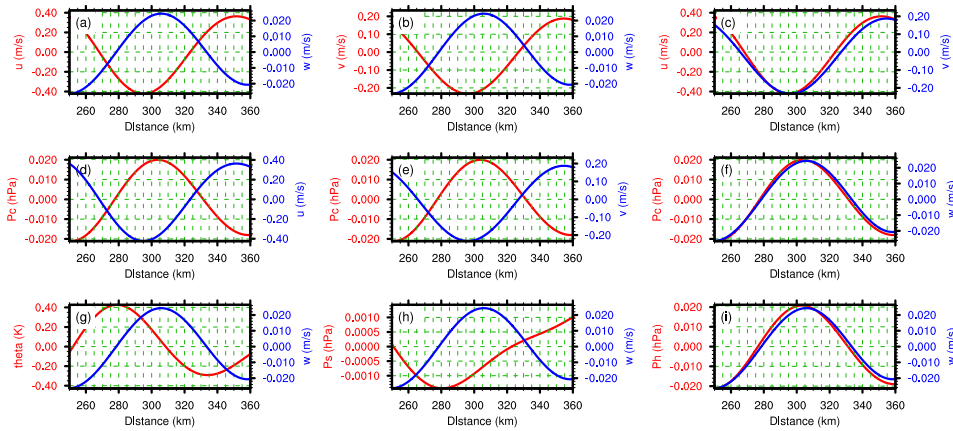 (a)
u (m/s)
0.40
0.20
0.00
-0.20
-0.40
0.020
0.010
0.000
-0.010
-0.020
w (m/s)
260 280 300 320 340 360
DIstance (km)
(b)
v (m/s)
0.20
0.10
0.00
-0.10
-0.20
0.020
0.010
0.000
-0.010
-0.020
w (m/s)
260 280 300 320 340 360
DIstance (km)
(c)
u (m/s)
0.40
0.20
0.00
-0.20
-0.40
0.20
0.10
0.00
-0.10
-0.20
v (m/s)
260 280 300 320 340 360
DIstance (km)
(d)
Pc (hPa)
0.020
0.010
0.000
-0.010
-0.020
0.40
0.20
0.00
-0.20
-0.40
u (m/s)
260 280 300 320 340 360
DIstance (km)
(e)
Pc (hPa)
0.020
0.010
0.000
-0.010
-0.020
0.20
0.10
0.00
-0.10
-0.20
v (m/s)
260 280 300 320 340 360
DIstance (km)
(f)
Pc (hPa)
0.020
0.010
0.000
-0.010
-0.020
0.020
0.010
0.000
-0.010
-0.020
w (m/s)
260 280 300 320 340 360
DIstance (km)
(g)
theta (K)
0.40
0.20
0.00
-0.20
-0.40
0.020
0.010
0.000
-0.010
-0.020
w (m/s)
260 280 300 320 340 360
DIstance (km)
(h)
Ps (hPa)
0.0010
0.0005
0.0000
-0.0005
-0.0010
0.020
0.010
0.000
-0.010
-0.020
w (m/s)
260 280 300 320 340 360
DIstance (km)
(i)
Ph (hPa)
0.020
0.010
0.000
-0.010
-0.020
0.020
0.010
0.000
-0.010
-0.020
w (m/s)
260 280 300 320 340 360
DIstance (km)